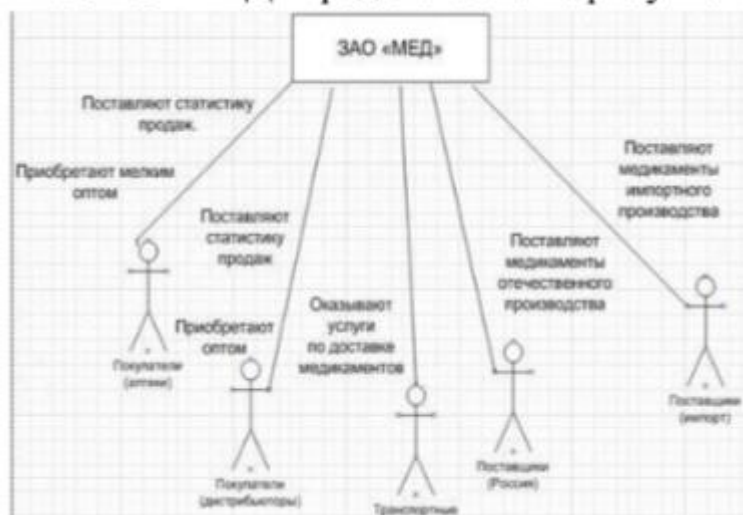 ЗАО «МЕД»
Поставляют статистику
продаж.
Приобретают мелким
оптом
Поставляют
статистику
продаж
Приобретают
оптом
Оказывают
услуги
по доставке
медикаментов
Поставляют
медикаменты
отечественного
производства
Поставляют
медикаменты
импортного
производства
Покупатели
(аптеки)
Покупатели
(дистрибьюторы)
Транспортные
Поставщики
(Россия)
Поставщики
(импорт)